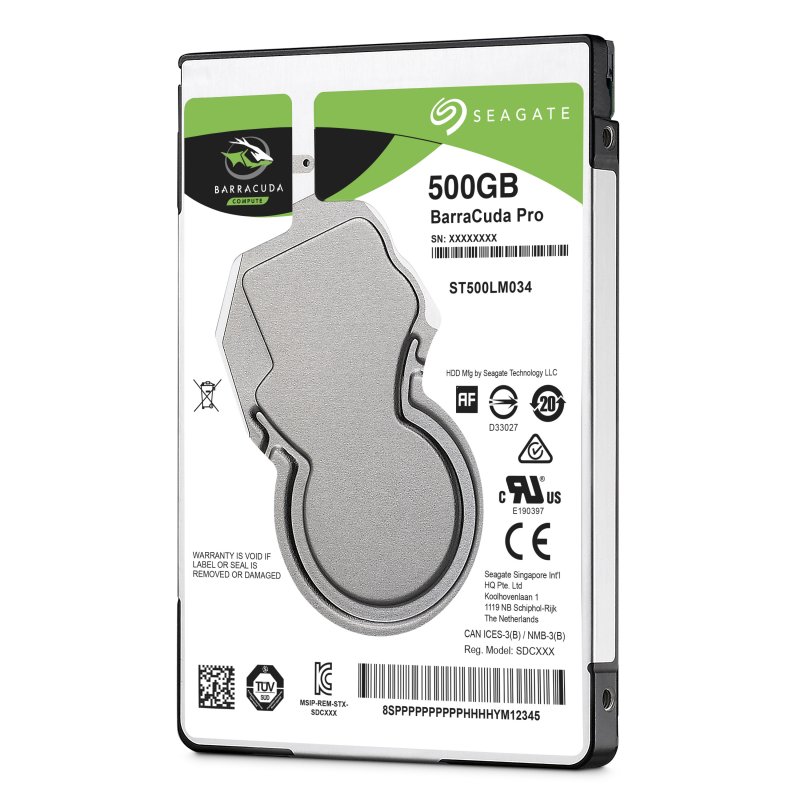 SEAGATE
BARRACUDA
COMPUTE
500GB
BarraCuda Pro
SN: XXXXXXXX
ST500LM034
HDD Mfg by Seagate Technology LLC
AF
20
D33027
c RU US
E190397
CE
WARRANTY IS VOID IF
LABEL OR SEAL IS
REMOVED OR DAMAGED
Seagate Singapore Int'l
HQ Pte. Ltd
Koolhovenlaan 1
1119 NB Schiphol-Rijk
The Netherlands
CAN ICES-3(B) / NMB-3(B)
Reg. Model: SDCXXX
TÜV
SÜD
MSIP-REM-STX-
SDCXXX
8SPPPPPPPPPPHHHHYM12345